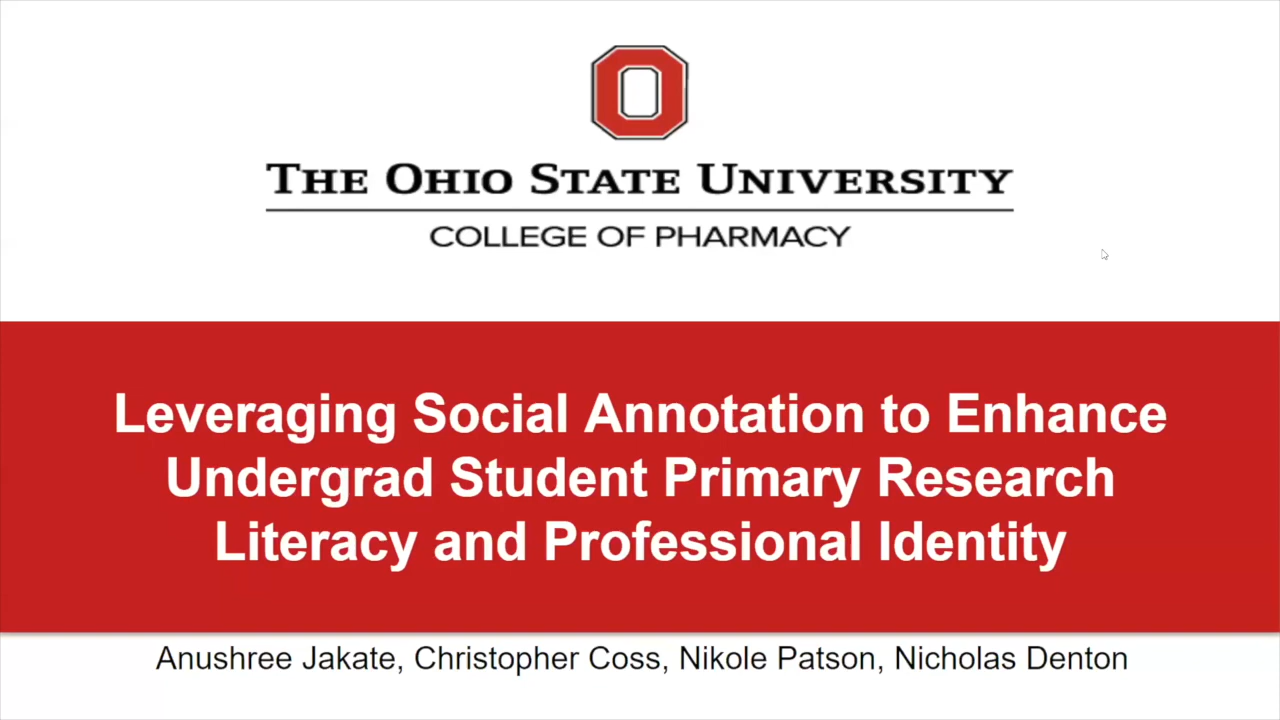 O
THE OHIO STATE UNIVERSITY
COLLEGE OF PHARMACY
Leveraging Social Annotation to Enhance
Undergrad Student Primary Research
Literacy and Professional Identity
Anushree Jakate, Christopher Coss, Nikole Patson, Nicholas Denton